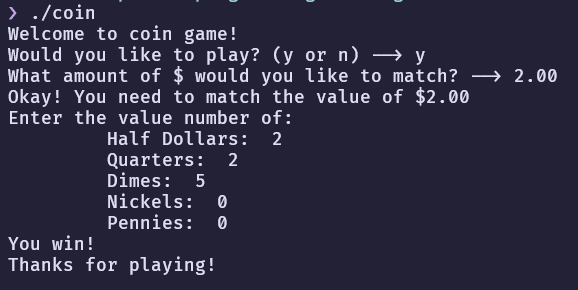 ❯ ./coin
Welcome to coin game!
Would you like to play? (y or n) --> y
What amount of $ would you like to match? --> 2.00
Okay! You need to match the value of $2.00
Enter the value number of:
Half Dollars: 2
Quarters: 2
Dimes: 5
Nickels: 0
Pennies: 0
You win!
Thanks for playing!